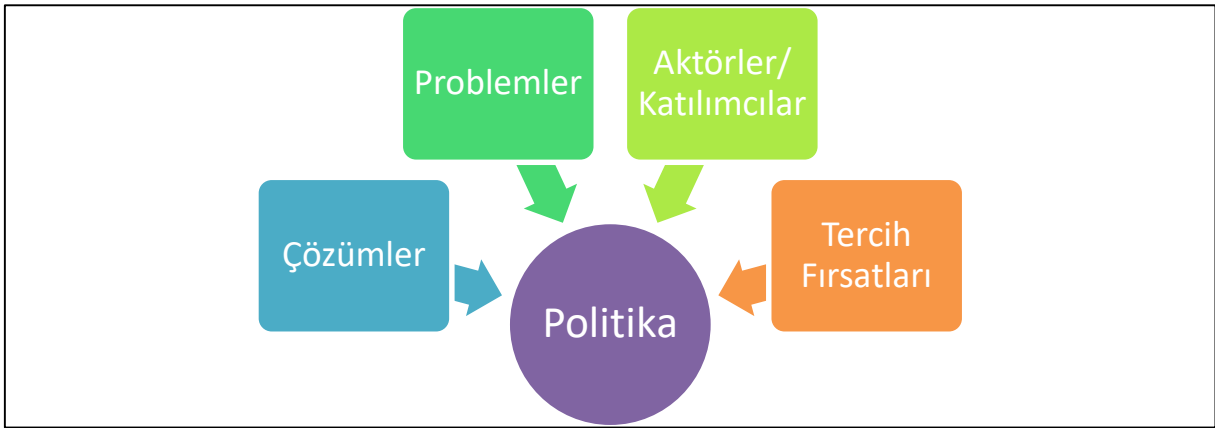 Problemler
Aktörler/
Katılımcılar
Çözümler
Tercih
Fırsatları
Politika